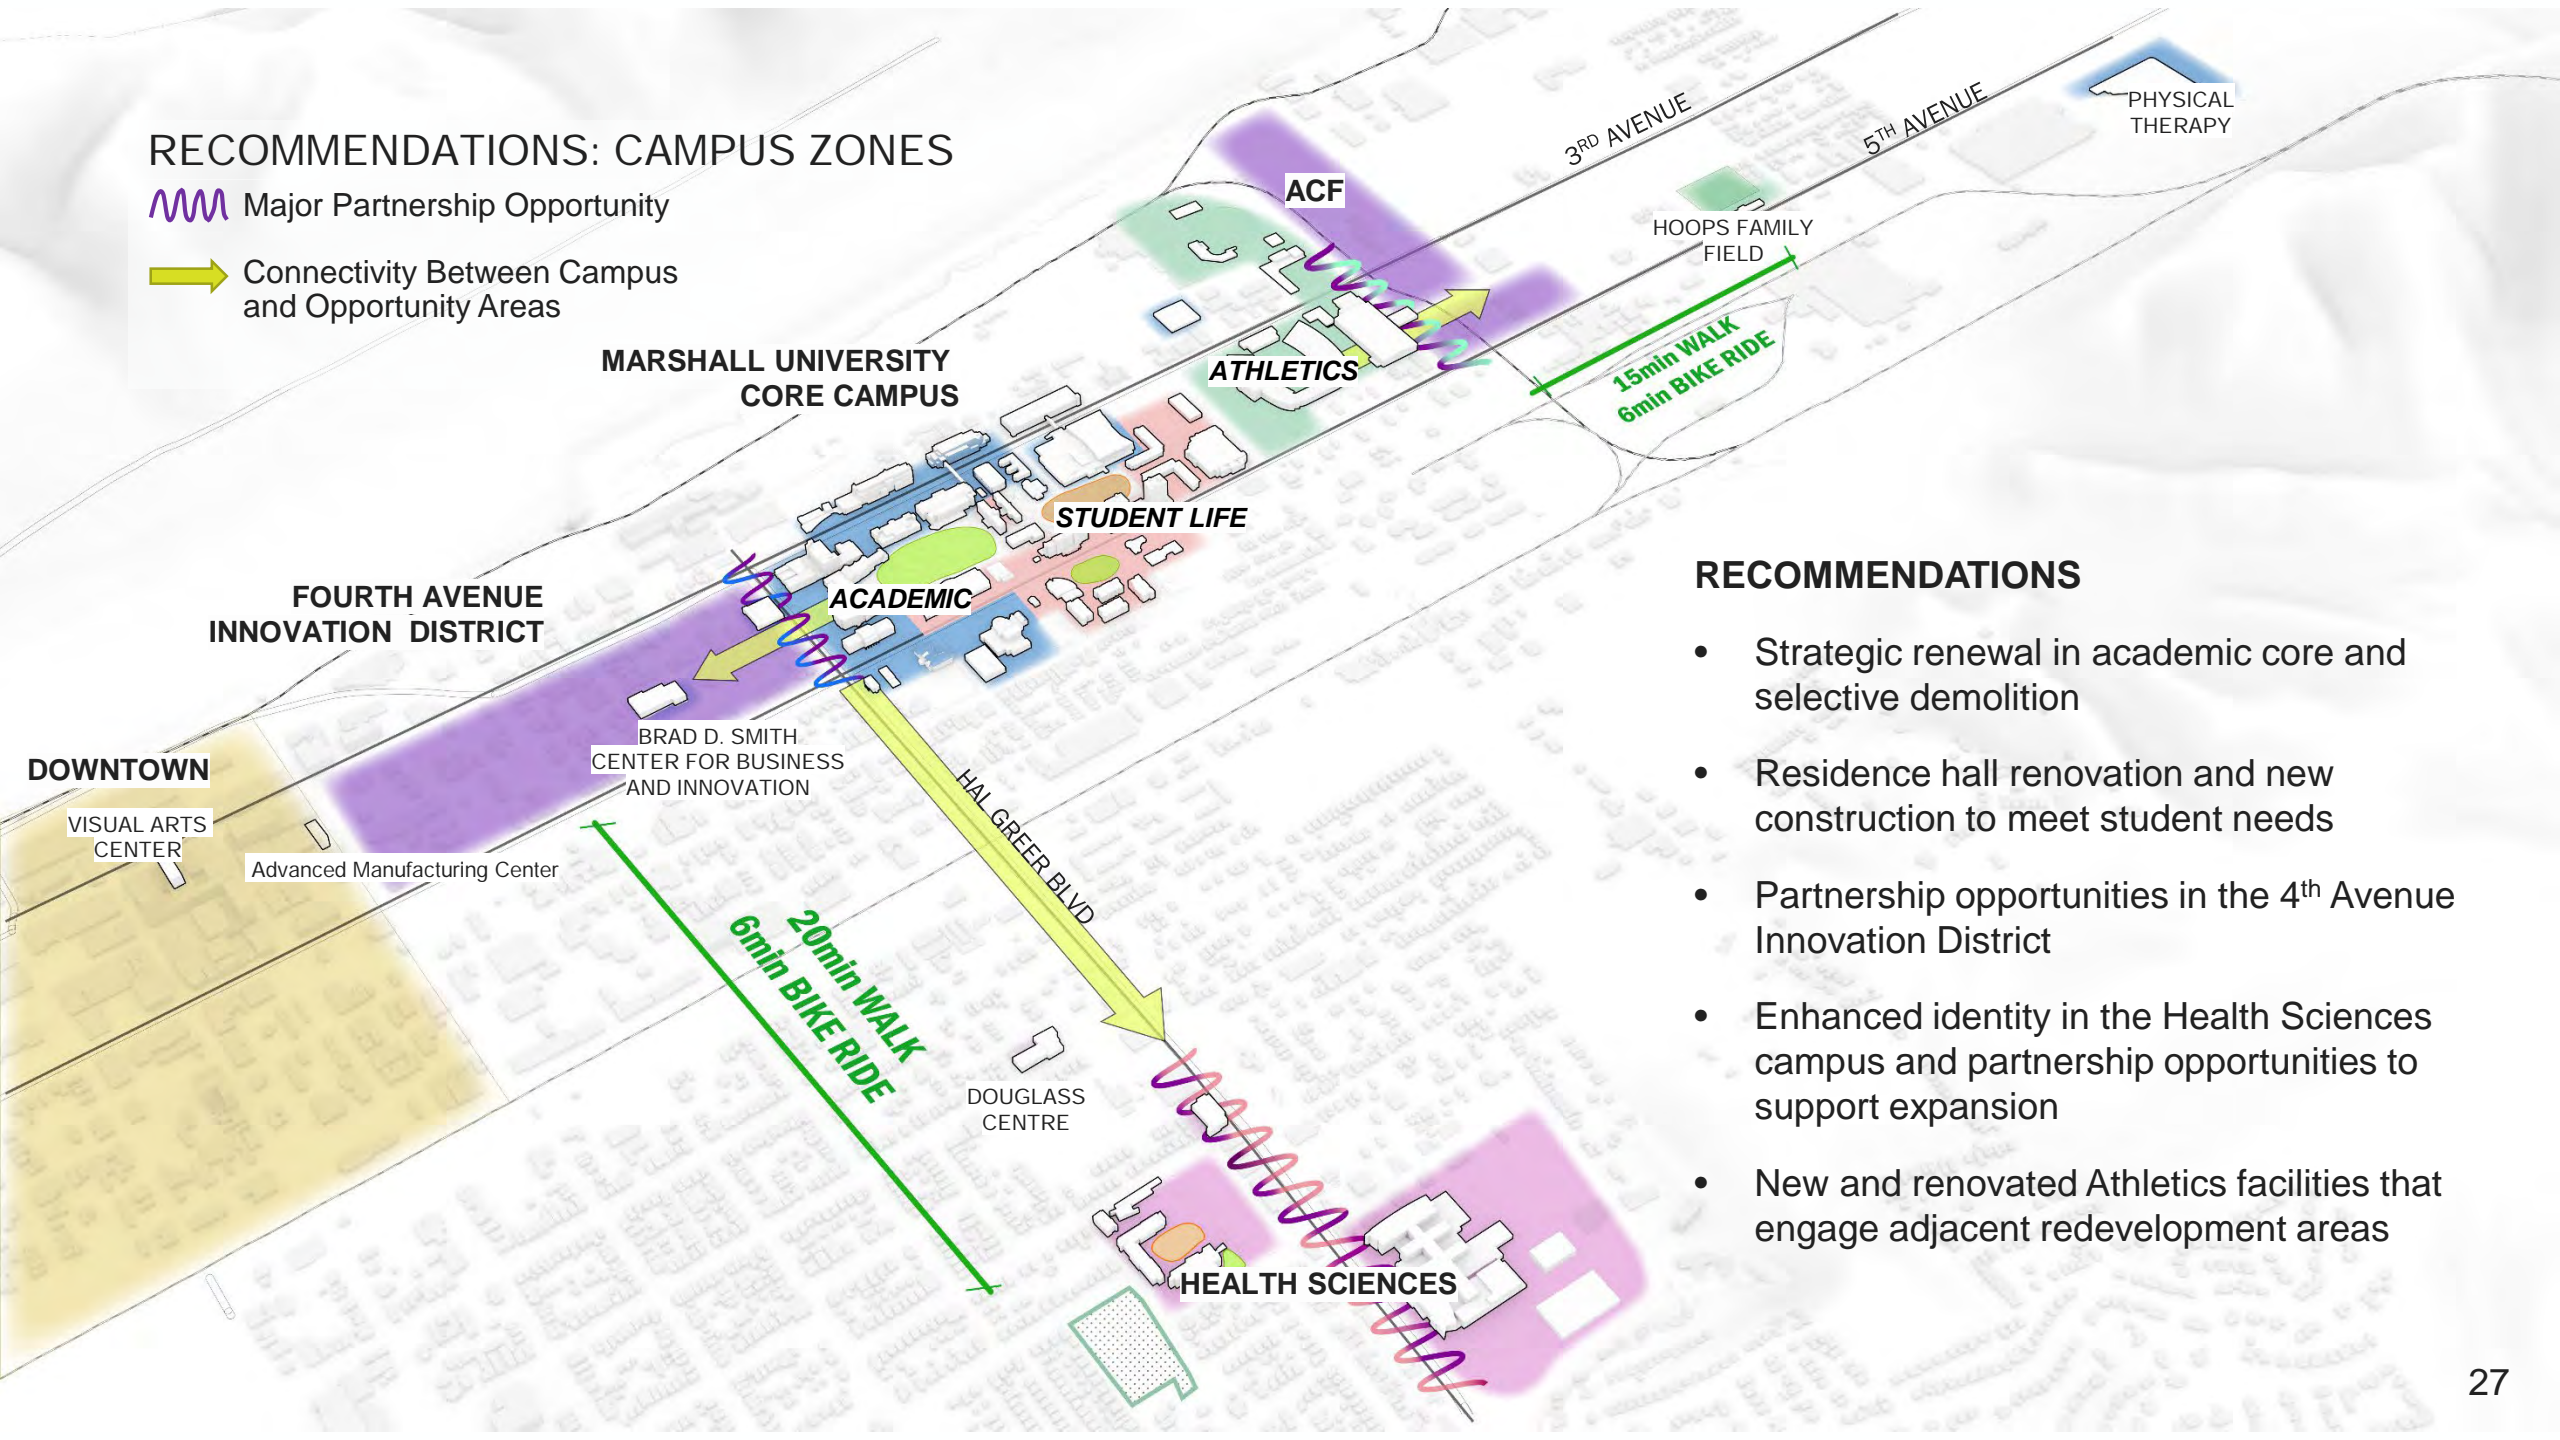 RECOMMENDATIONS: CAMPUS ZONES
Major Partnership Opportunity
Connectivity Between Campus
and Opportunity Areas
PHYSICAL
THERAPY
3RD AVENUE
5TH AVENUE
ACF
HOOPS FAMILY
FIELD
15min WALK
6min BIKE RIDE
MARSHALL UNIVERSITY
CORE CAMPUS
ATHLETICS
STUDENT LIFE
ACADEMIC
FOURTH AVENUE
INNOVATION DISTRICT
BRAD D. SMITH
CENTER FOR BUSINESS
AND INNOVATION
DOWNTOWN
VISUAL ARTS
CENTER
Advanced Manufacturing Center
HAL GREER BLVD
20min WALK
6min BIKE RIDE
DOUGLASS
CENTRE
HEALTH SCIENCES
RECOMMENDATIONS
• Strategic renewal in academic core and
selective demolition
• Residence hall renovation and new
construction to meet student needs
• Partnership opportunities in the 4th Avenue
Innovation District
• Enhanced identity in the Health Sciences
campus and partnership opportunities to
support expansion
• New and renovated Athletics facilities that
engage adjacent redevelopment areas
27